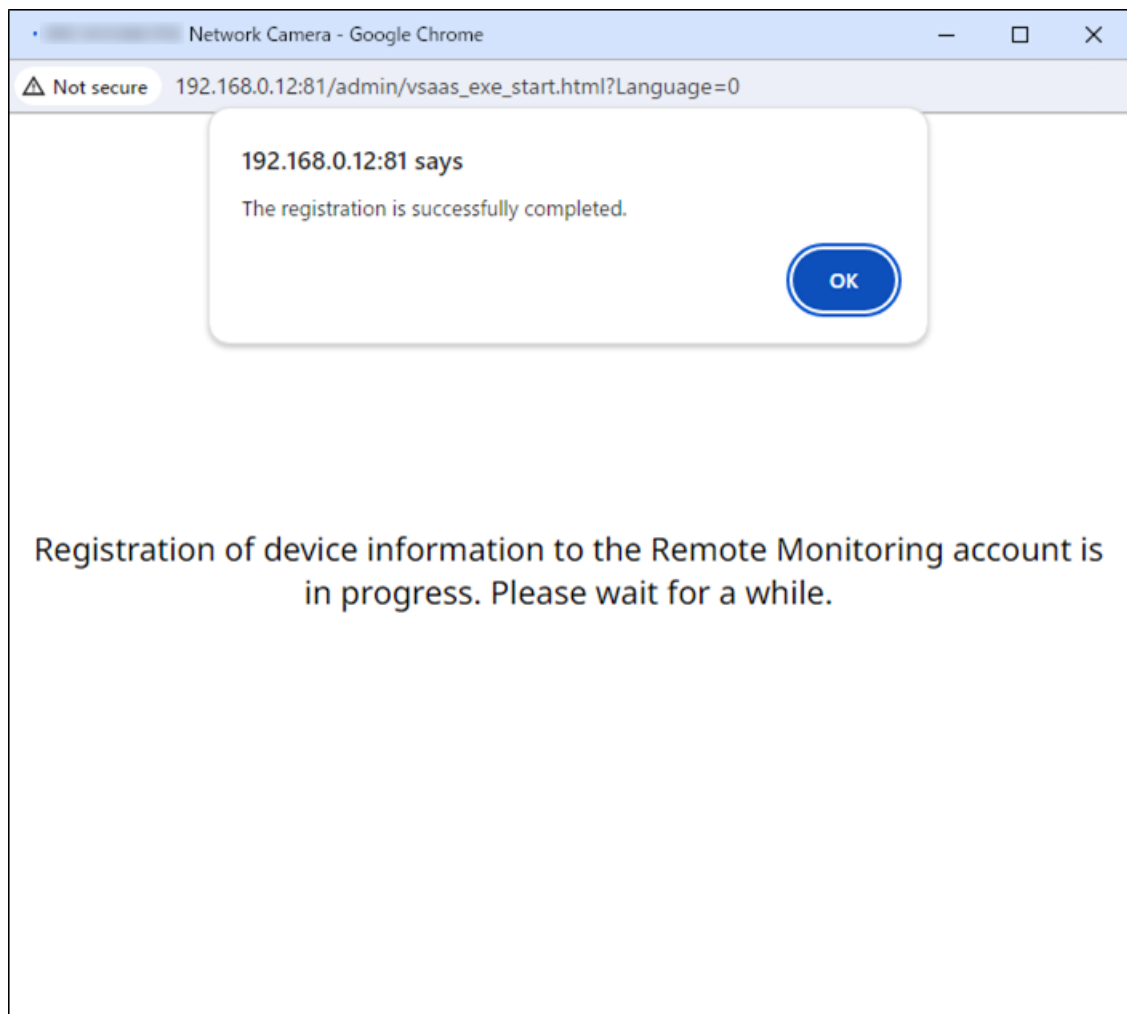 Network Camera - Google Chrome
Not secure 192.168.0.12:81/admin/vsaas_exe_start.html?Language=0
192.168.0.12:81 says
The registration is successfully completed.
OK
Registration of device information to the Remote Monitoring account is
in progress. Please wait for a while.